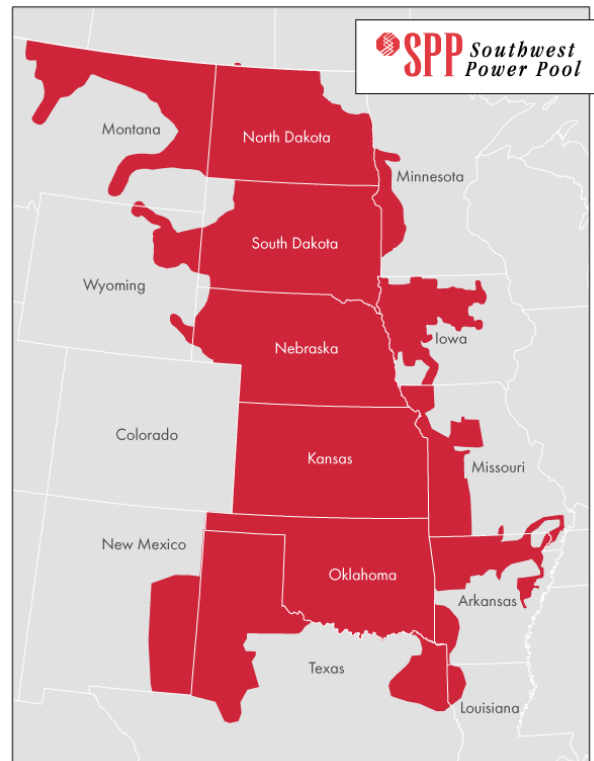 SPP Southwest
Power Pool
Montana
North Dakota
Minnesota
South Dakota
Wyoming
Iowa
Nebraska
Colorado
Kansas
Missouri
New Mexico
Oklahoma
Arkansas
Texas
Louisiana